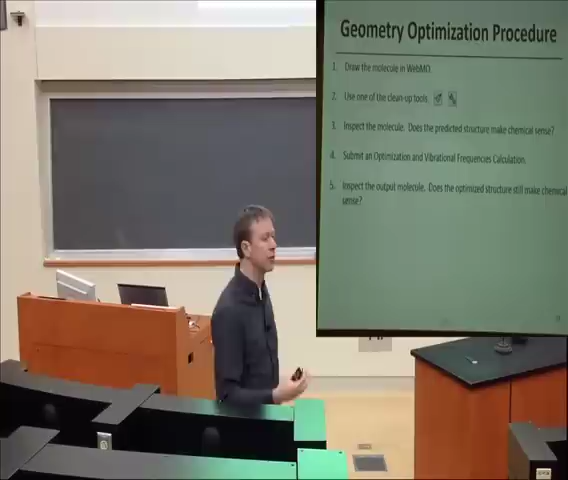 Geometry Optimization Procedure
1. Draw the molecule in WebMO.
2. Use one of the clean-up tools.
3. Inspect the molecule. Does the predicted structure make chemical sense?
4. Submit an Optimization and Vibrational Frequencies Calculation.
5. Inspect the output molecule. Does the optimized structure still make chemical
sense?